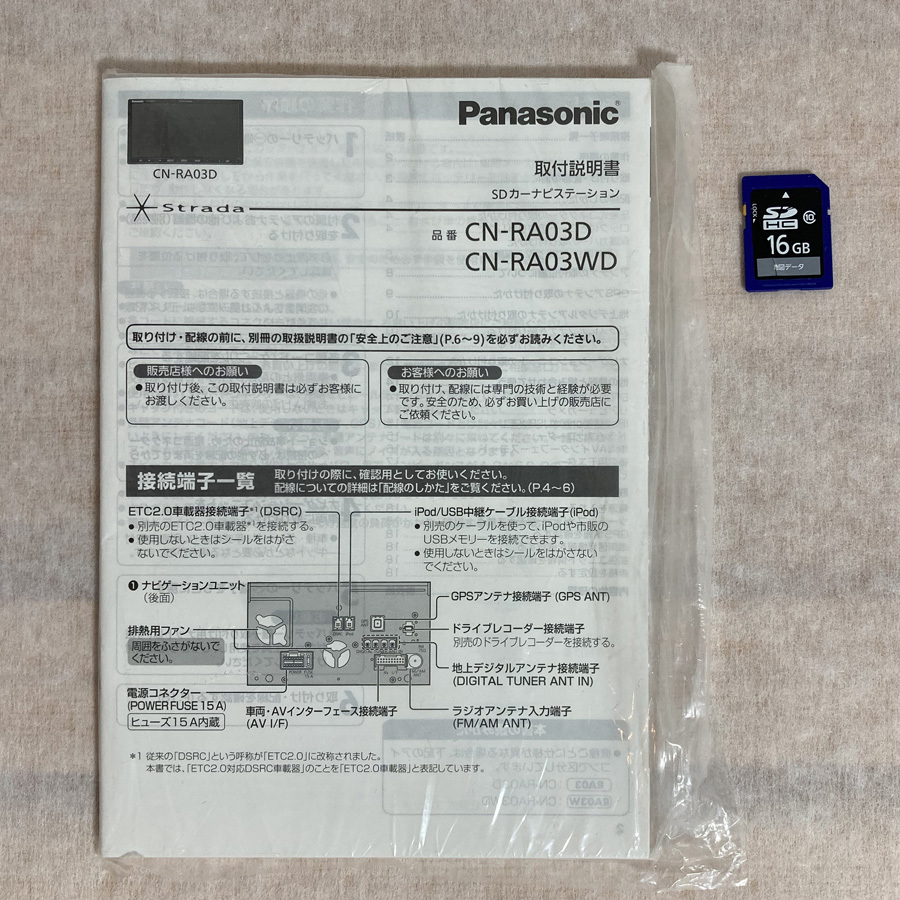 Panasonic®
CN-RA03D
Strada
取付説明書
SDカーナビステーション
品番 CN-RA03D
CN-RA03WD
取り付け・配線の前に、別冊の取扱説明書の「安全上のご注意」(P.6～9)を必ずお読みください。
販売店様へのお願い
●取り付け後、この取付説明書は必ずお客様に
お渡しください。
お客様へのお願い
●取り付け、配線には専門の技術と経験が必要
です。安全のため、必ずお買い上げの販売店に
ご依頼ください。
接続端子一覧
取り付けの際に、確認用としてお使いください。
配線についての詳細は「配線のしかた」をご覧ください。(P.4～6)
ETC2.0車載器接続端子*1(DSRC)
● 別売のETC2.0車載器*1を接続する。
● 使用しないときはシールをはがさ
ないでください。
iPod/USB中継ケーブル接続端子(iPod)
● 別売のケーブルを使って、iPodや市販の
USBメモリーを接続できます。
● 使用しないときはシールをはがさない
でください。
❶ ナビゲーションユニット
(後面)
排熱用ファン
周囲をふさがないで
ください。
電源コネクター
(POWER FUSE 15 A)
ヒューズ15 A内蔵
車両・AVインターフェース接続端子
(AV I/F)
GPSアンテナ接続端子 (GPS ANT)
ドライブレコーダー接続端子
別売のドライブレコーダーを接続する。
地上デジタルアンテナ接続端子
(DIGITAL TUNER ANT IN)
ラジオアンテナ入力端子
(FM/AM ANT)
*1 従来の「DSRC」という呼称が「ETC2.0」に改称されました。
本書では、「ETC2.0対応DSRC車載器」のことを「ETC2.0車載器」と表記しています。
LOCK
SD
HC
10
16 GB
地図データ